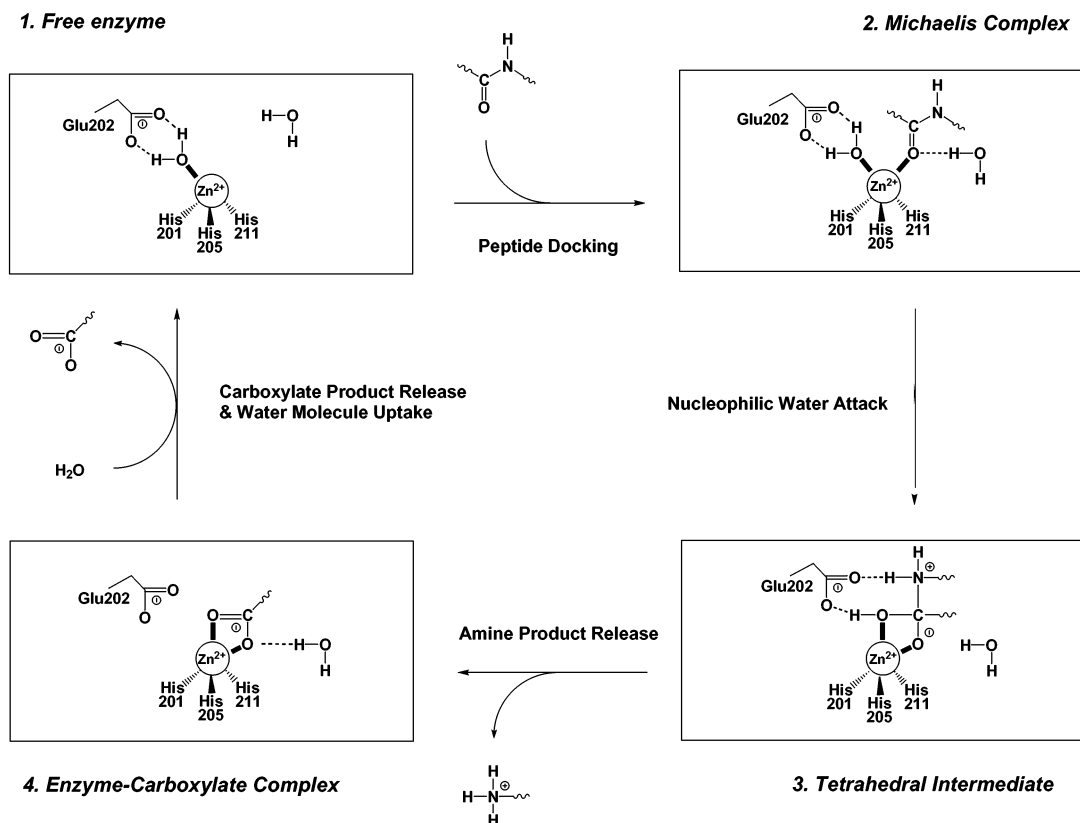 1. Free enzyme
2. Michaelis Complex
H
N
C
O
Glu202
O
O
H
H
O
H
O
H
Zn2+
His
201
His
205
His
211
Peptide Docking
Glu202
O
O
H
H
O
H
N
C
O
H
O
H
Zn2+
His
201
His
205
His
211
O
C
O
H2O
Carboxylate Product Release
& Water Molecule Uptake
Nucleophilic Water Attack
Glu202
O
O
O
C
O
H
O
H
Zn2+
His
201
His
205
His
211
Amine Product Release
Glu202
O
O
H
H
N
H
O
C
O
H
O
H
Zn2+
His
201
His
205
His
211
4. Enzyme-Carboxylate Complex
H
H
N
H
3. Tetrahedral Intermediate